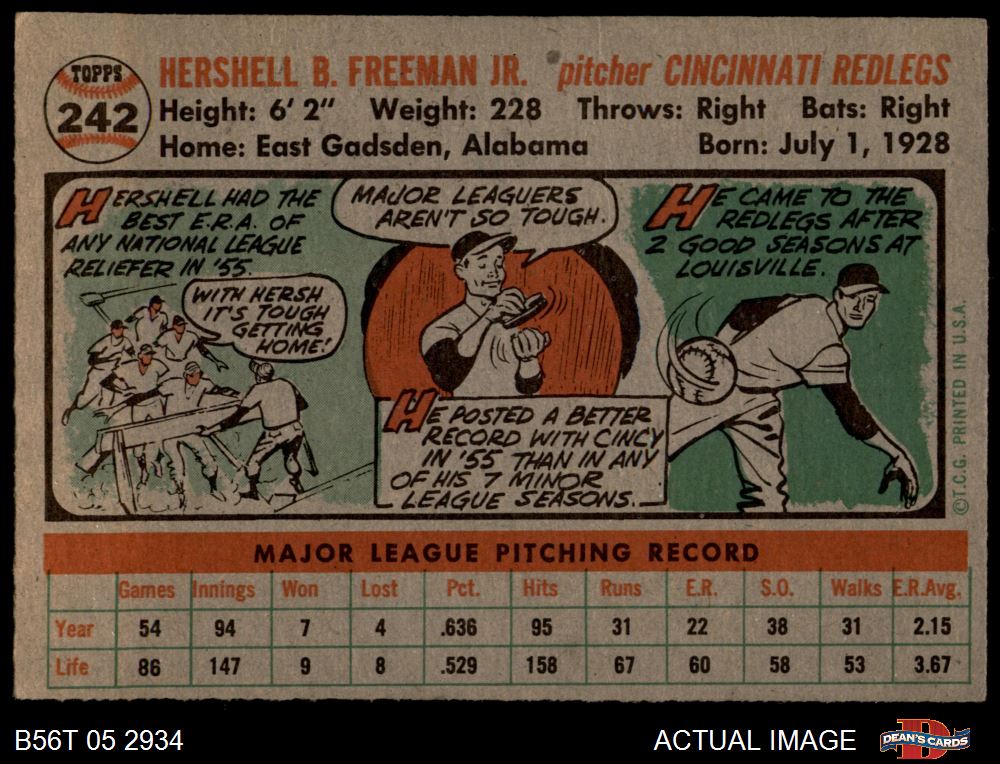 TOPPS
242
HERSHELL B. FREEMAN JR. pitcher CINCINNATI REDLEGS
Height: 6' 2" Weight: 228 Throws: Right Bats: Right
Home: East Gadsden, Alabama Born: July 1, 1928
HERSHELL HAD THE
BEST E.R.A. OF
ANY NATIONAL LEAGUE
RELIEFER IN '55.
WITH HERSH
IT'S TOUGH
GETTING
HOME!
MAJOR LEAGUERS
AREN'T SO TOUGH.
HE POSTED A BETTER
RECORD WITH CINCY
IN '55 THAN IN ANY
OF HIS 7 MINOR
LEAGUE SEASONS.
HE CAME TO THE
REDLEGS AFTER
2 GOOD SEASONS AT
LOUISVILLE.
©T.C.G. PRINTED IN U.S.A.
MAJOR LEAGUE PITCHING RECORD
Games Innings Won Lost Pct. Hits Runs E.R. S.O. Walks E.R.Avg.
Year 54 94 7 4 .636 95 31 22 38 31 2.15
Life 86 147 9 8 .529 158 67 60 58 53 3.67
B56T 05 2934
ACTUAL IMAGE
DEAN'S CARDS